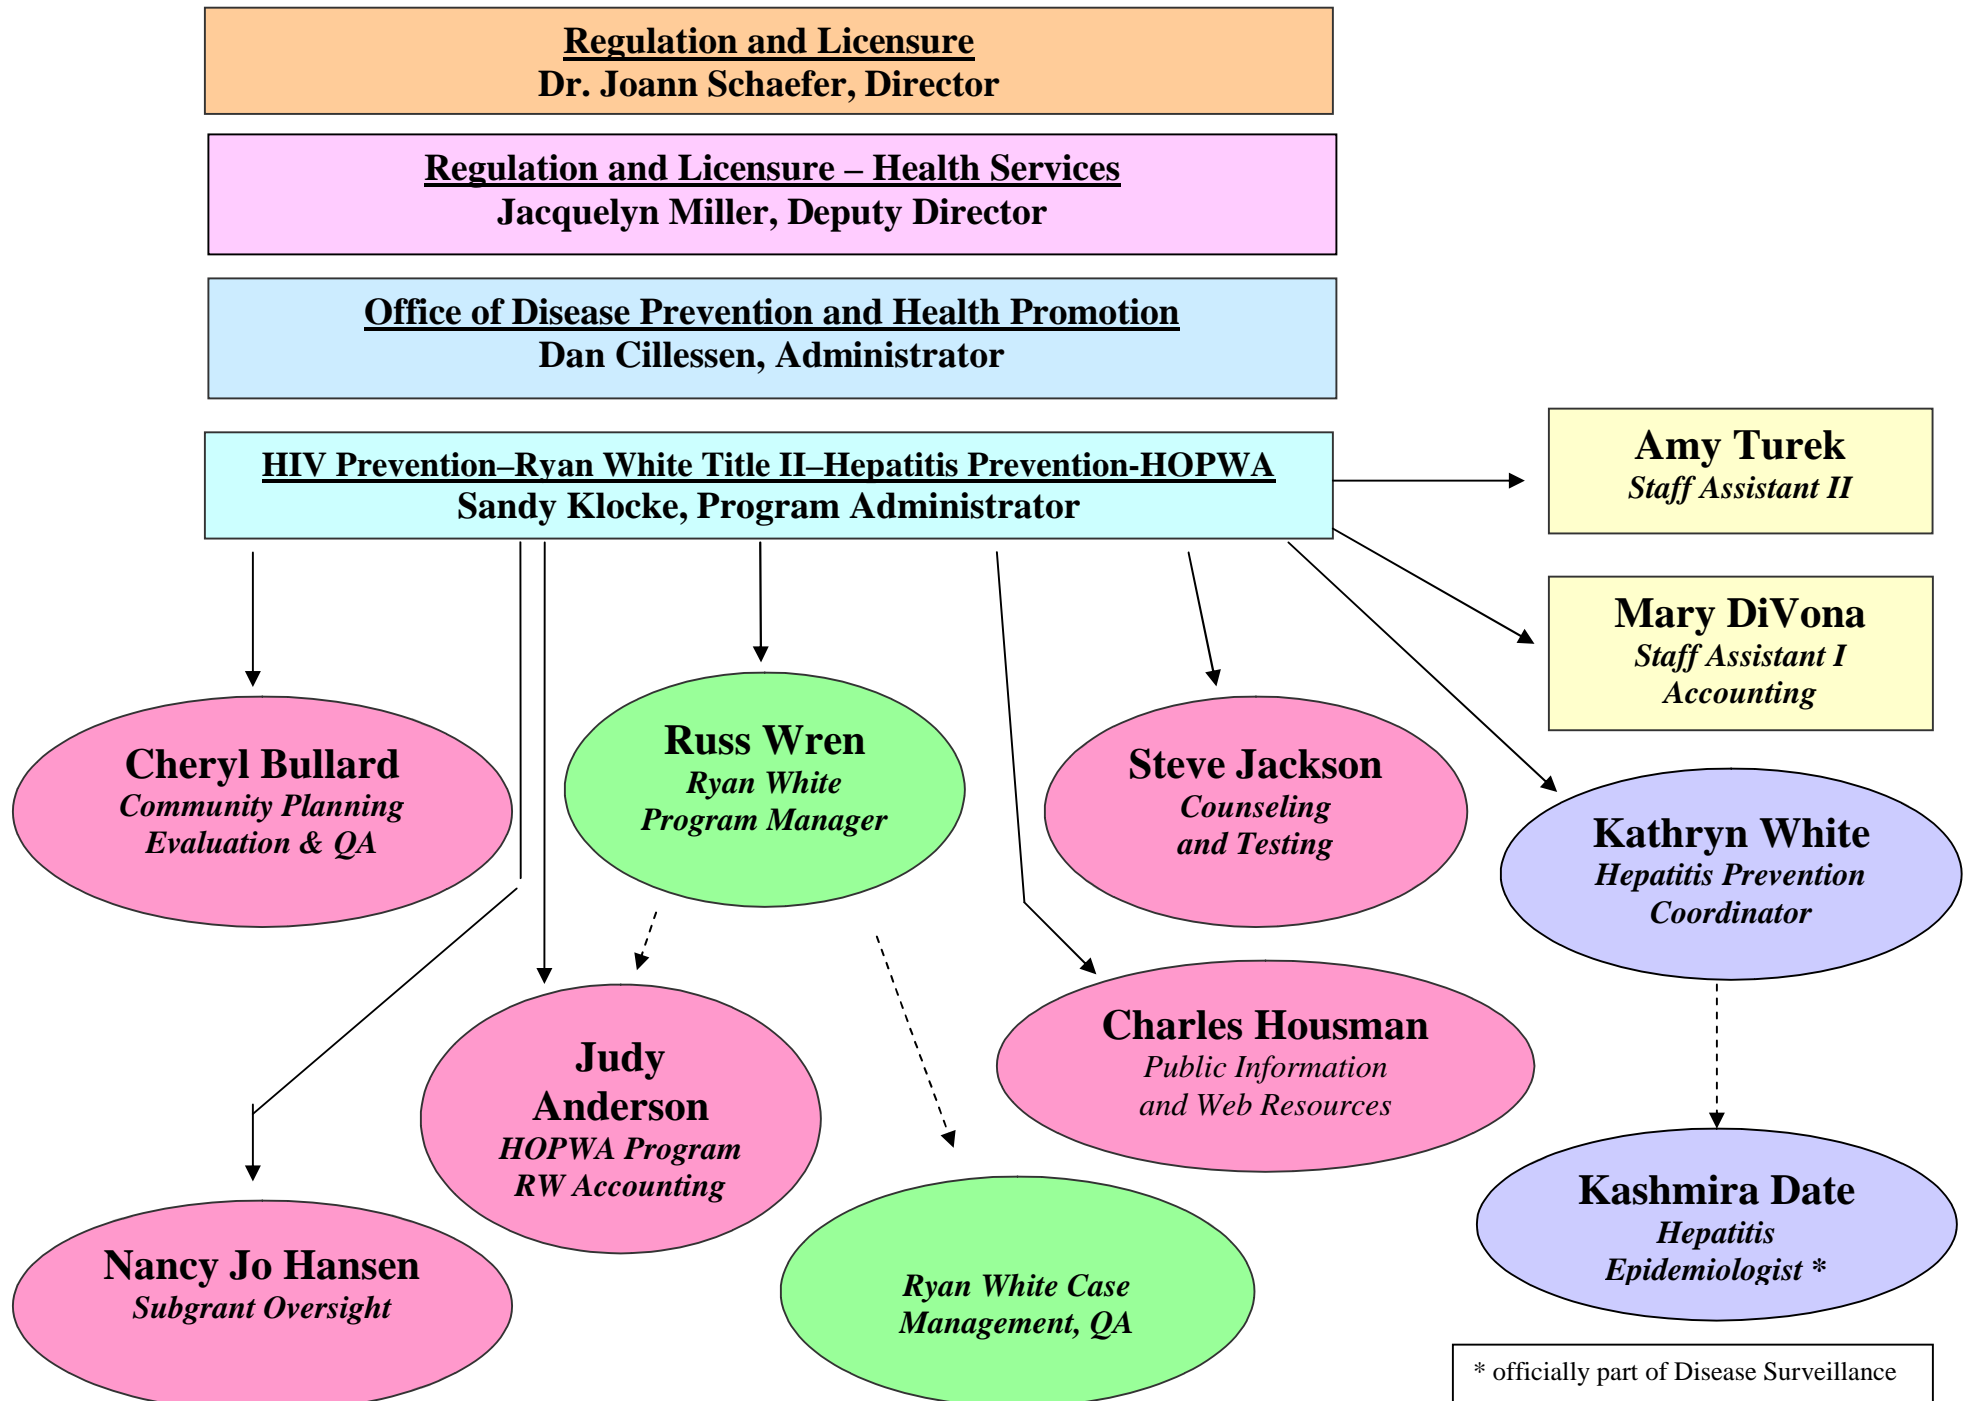 Regulation and Licensure
Dr. Joann Schaefer, Director
Regulation and Licensure – Health Services
Jacquelyn Miller, Deputy Director
Office of Disease Prevention and Health Promotion
Dan Cillessen, Administrator
HIV Prevention–Ryan White Title II–Hepatitis Prevention-HOPWA
Sandy Klocke, Program Administrator
Amy Turek
Staff Assistant II
Mary DiVona
Staff Assistant I
Accounting
Cheryl Bullard
Community Planning
Evaluation & QA
Russ Wren
Ryan White
Program Manager
Steve Jackson
Counseling
and Testing
Kathryn White
Hepatitis Prevention
Coordinator
Judy
Anderson
HOPWA Program
RW Accounting
Charles Housman
Public Information
and Web Resources
Nancy Jo Hansen
Subgrant Oversight
Ryan White Case
Management, QA
Kashmira Date
Hepatitis
Epidemiologist *
* officially part of Disease Surveillance